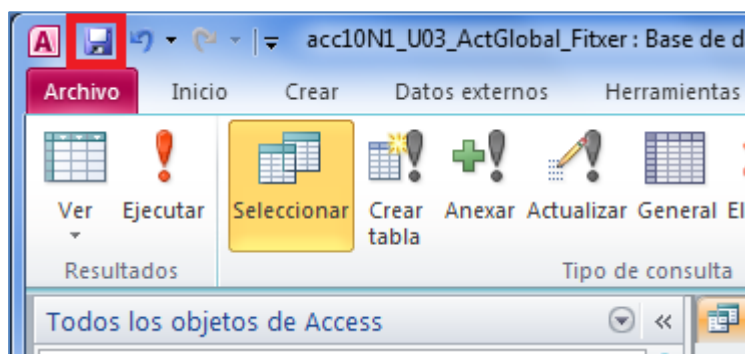 A acc10N1_U03_ActGlobal_Fitxer : Base de d
Archivo Inicio Crear Datos externos Herramientas
Ver Ejecutar Seleccionar Crear tabla Anexar Actualizar General El
Resultados Tipo de consulta
Todos los objetos de Access